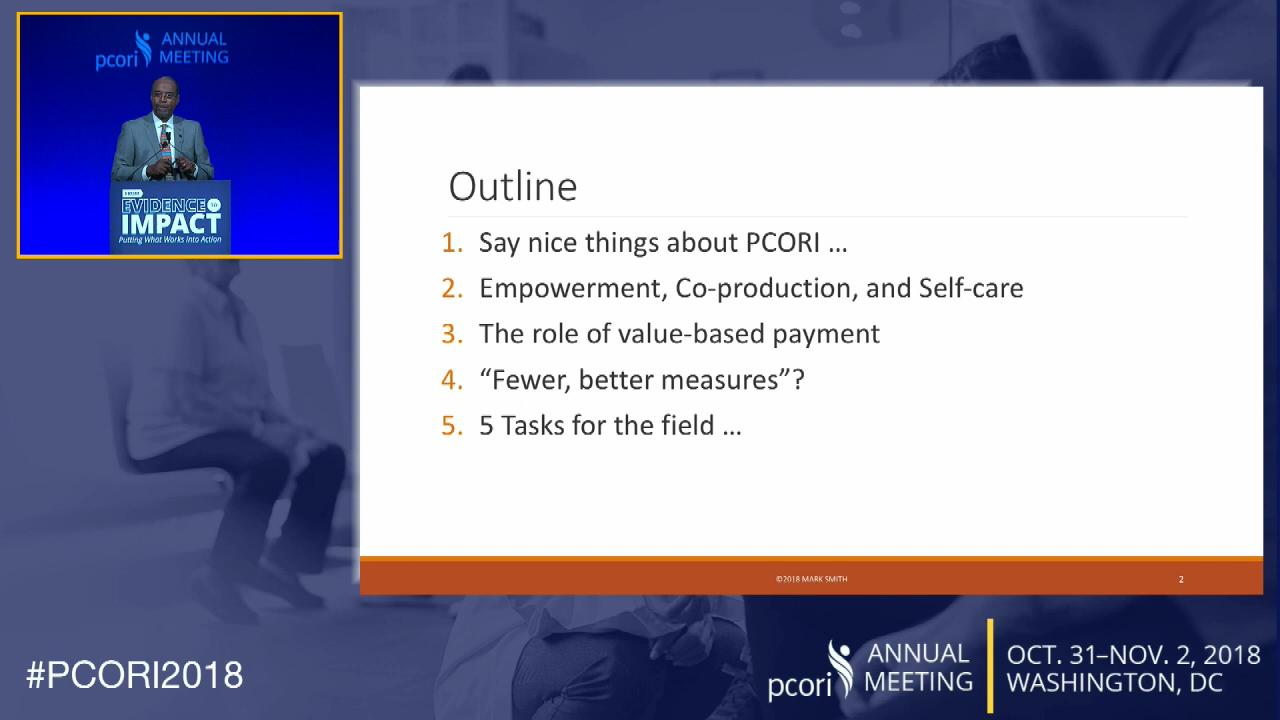 pcori
ANNUAL
MEETING
EVIDENCE TO
IMPACT
Putting What Works Into Action
Outline
1. Say nice things about PCORI …
2. Empowerment, Co-production, and Self-care
3. The role of value-based payment
4. “Fewer, better measures”?
5. 5 Tasks for the field …
©2018 MARK SMITH
2
#PCORI2018
pcori
ANNUAL
MEETING
OCT. 31–NOV. 2, 2018
WASHINGTON, DC